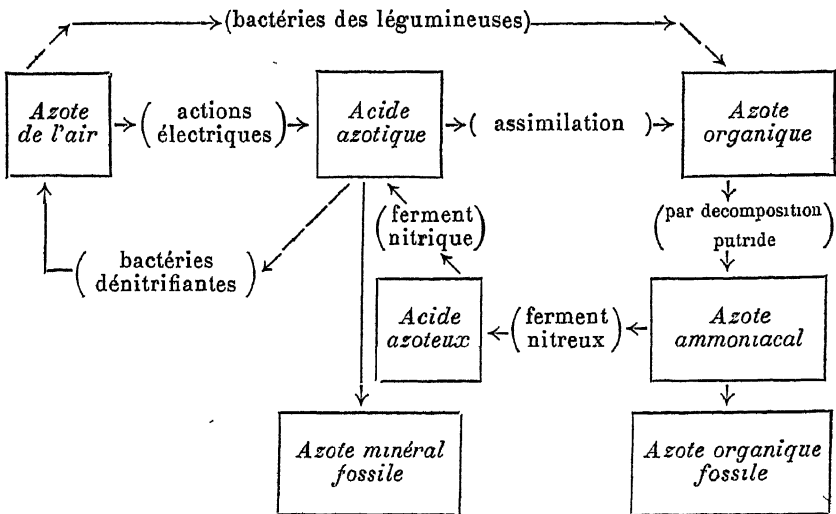 (bactéries des légumineuses)
Azote
de l'air
(actions
électriques)
Acide
azotique
( assimilation )
Azote
organique
(ferment
nitrique)
(par decomposition
putride)
(bactéries
dénitrifiantes)
Acide
azoteux
(ferment
nitreux)
Azote
ammoniacal
Azote minéral
fossile
Azote organique
fossile